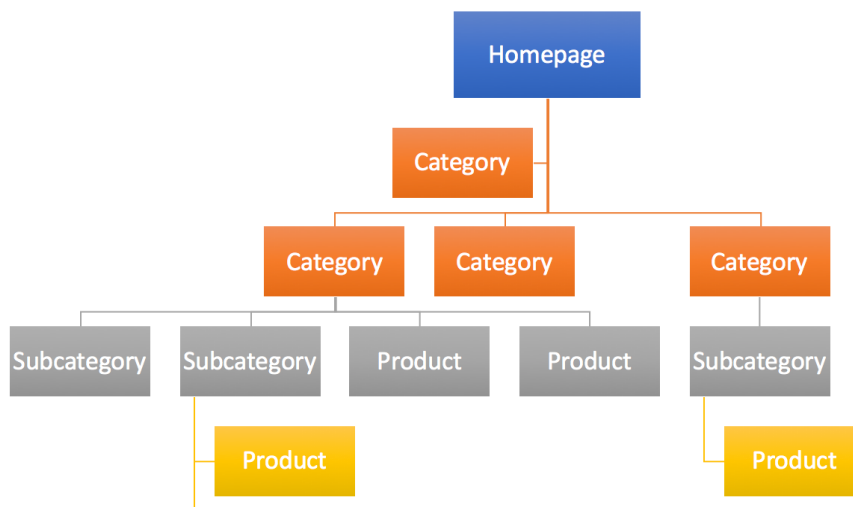 Homepage
Category
Category
Category
Category
Subcategory
Subcategory
Product
Product
Subcategory
Product
Product